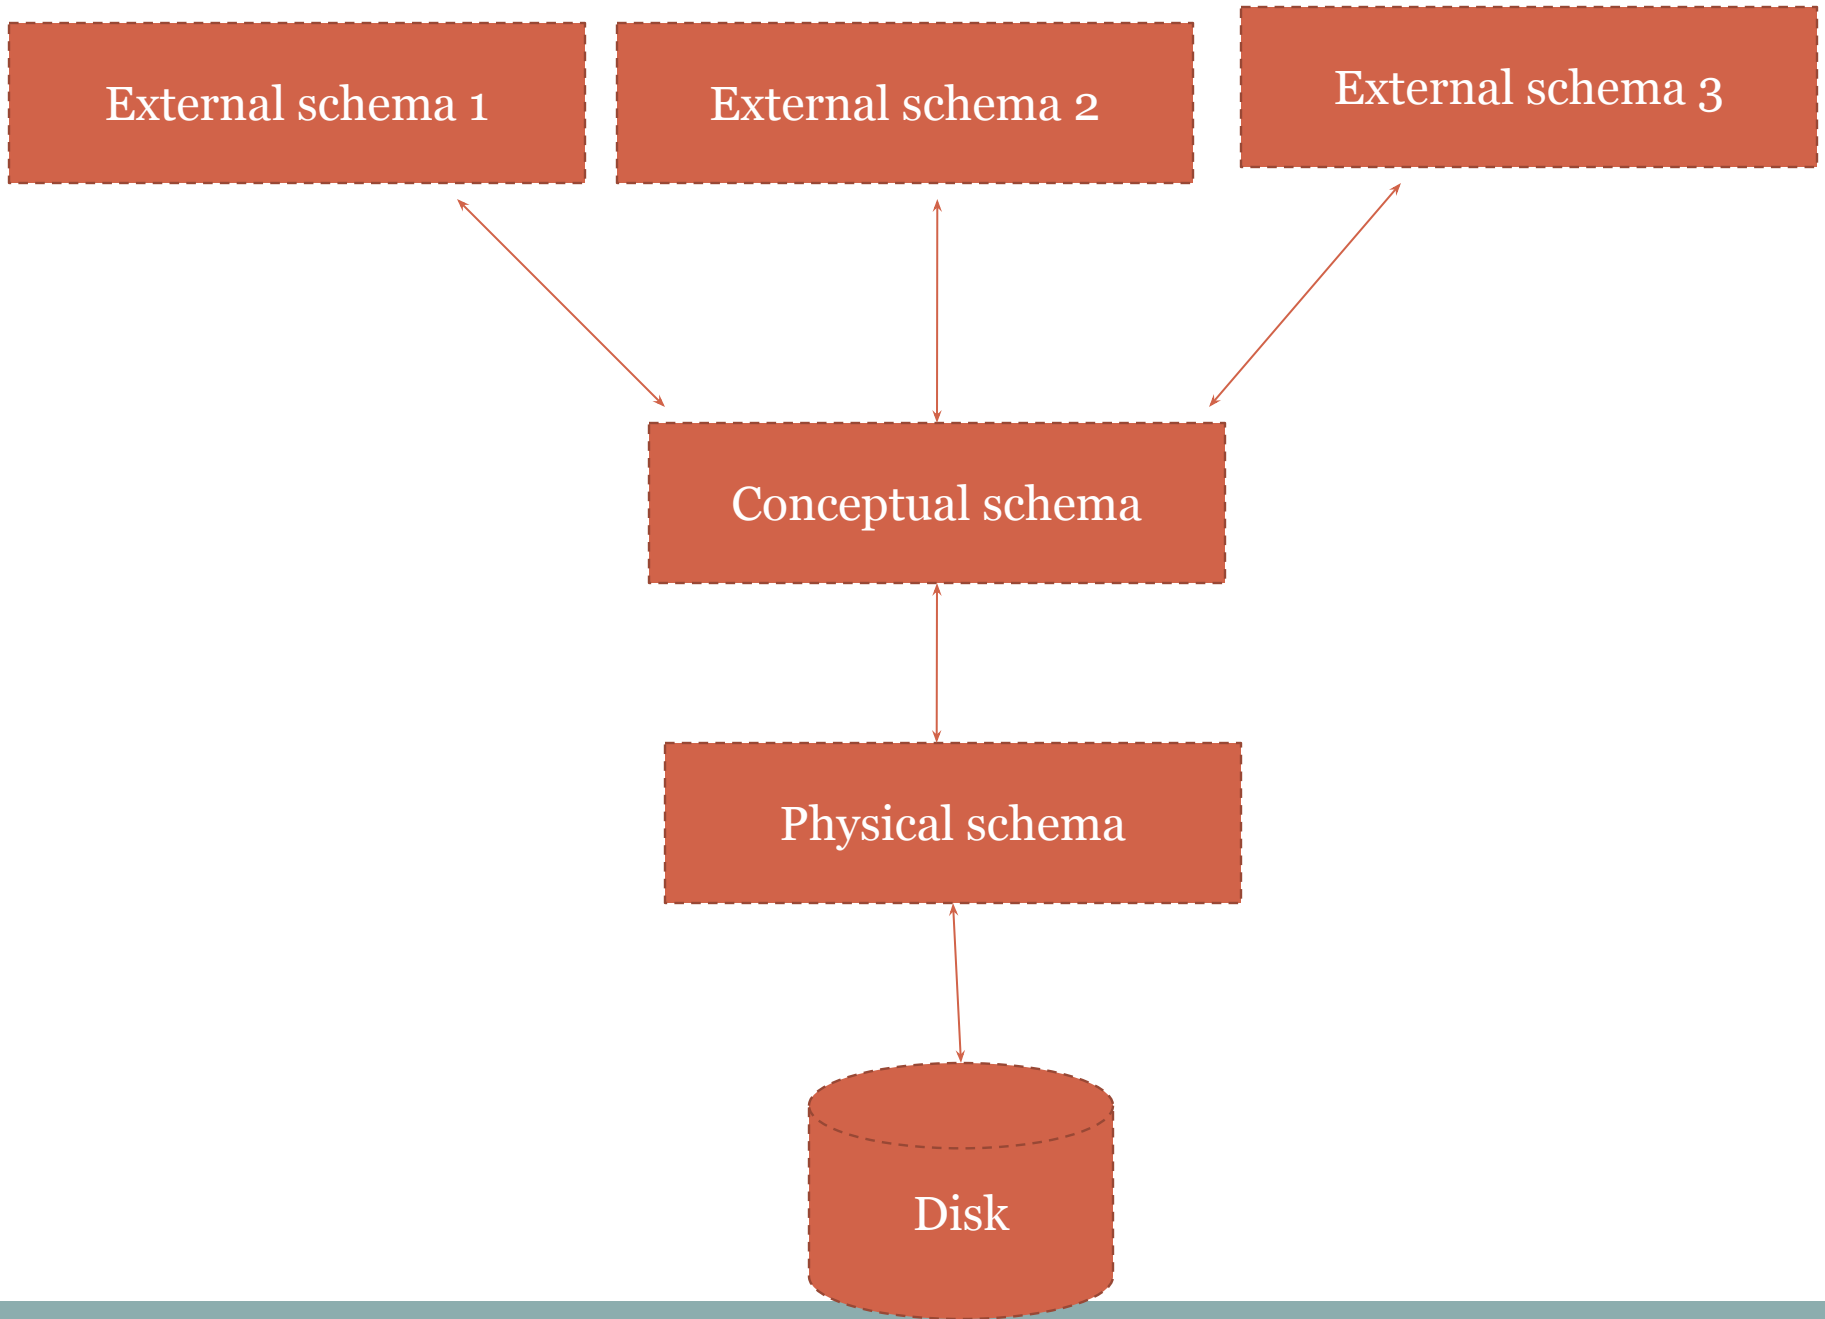 External schema 1
External schema 2
External schema 3
Conceptual schema
Physical schema
Disk